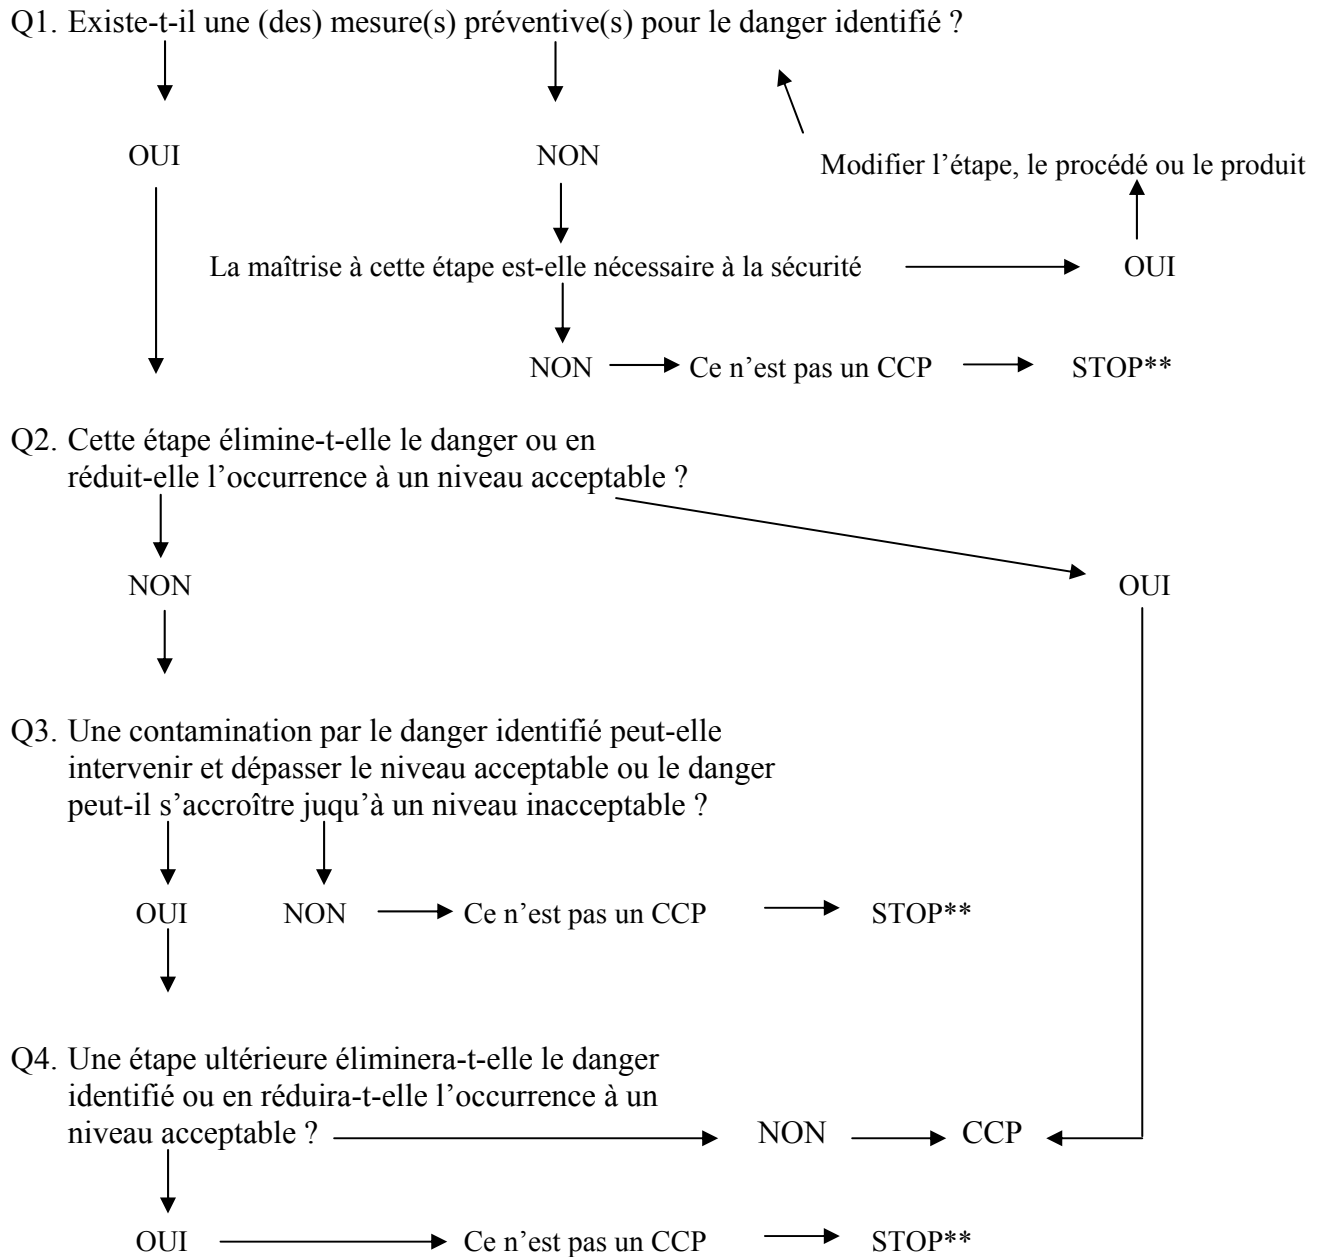 Q1. Existe-t-il une (des) mesure(s) préventive(s) pour le danger identifié ?
OUI
NON
Modifier l’étape, le procédé ou le produit
La maîtrise à cette étape est-elle nécessaire à la sécurité
OUI
NON
Ce n’est pas un CCP
STOP**
Q2. Cette étape élimine-t-elle le danger ou en
réduit-elle l’occurrence à un niveau acceptable ?
NON
OUI
Q3. Une contamination par le danger identifié peut-elle
intervenir et dépasser le niveau acceptable ou le danger
peut-il s’accroître juqu’à un niveau inacceptable ?
OUI
NON
Ce n’est pas un CCP
STOP**
Q4. Une étape ultérieure éliminera-t-elle le danger
identifié ou en réduira-t-elle l’occurrence à un
niveau acceptable ?
NON
CCP
OUI
Ce n’est pas un CCP
STOP**